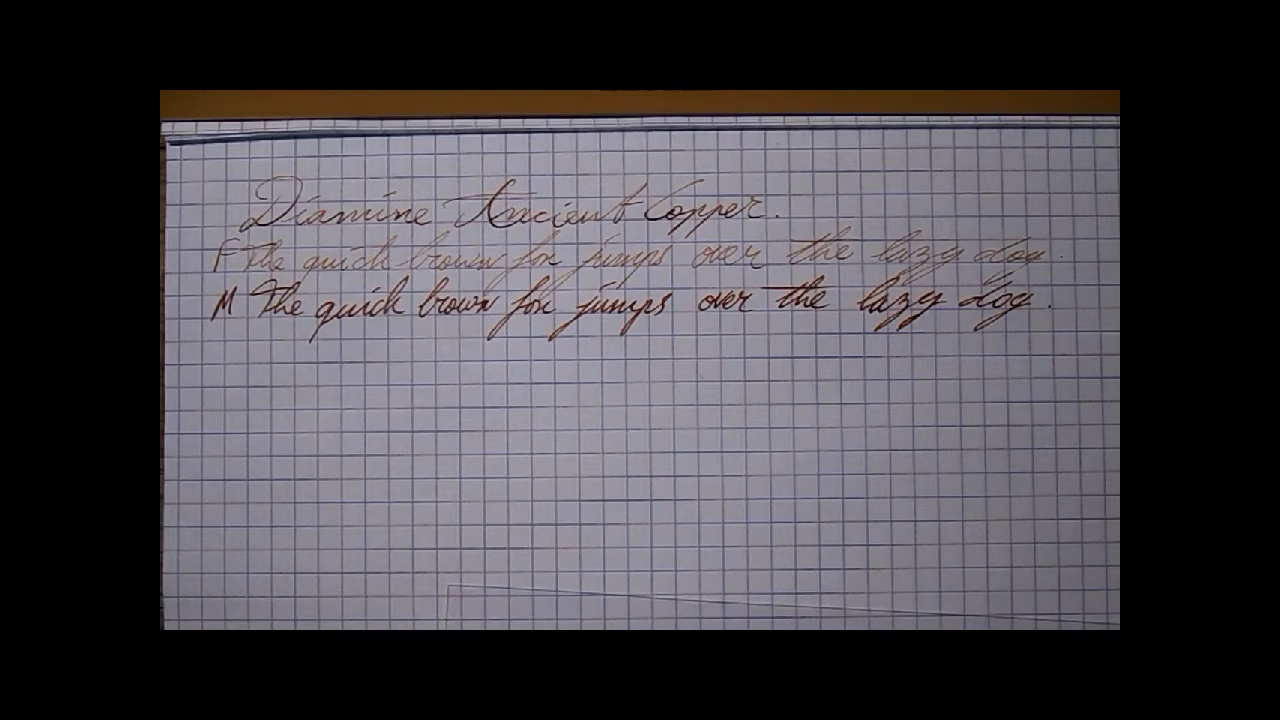 Diamine Ancient Copper.
F The quick brown fox jumps over the lazy dog.
M The quick brown fox jumps over the lazy dog.